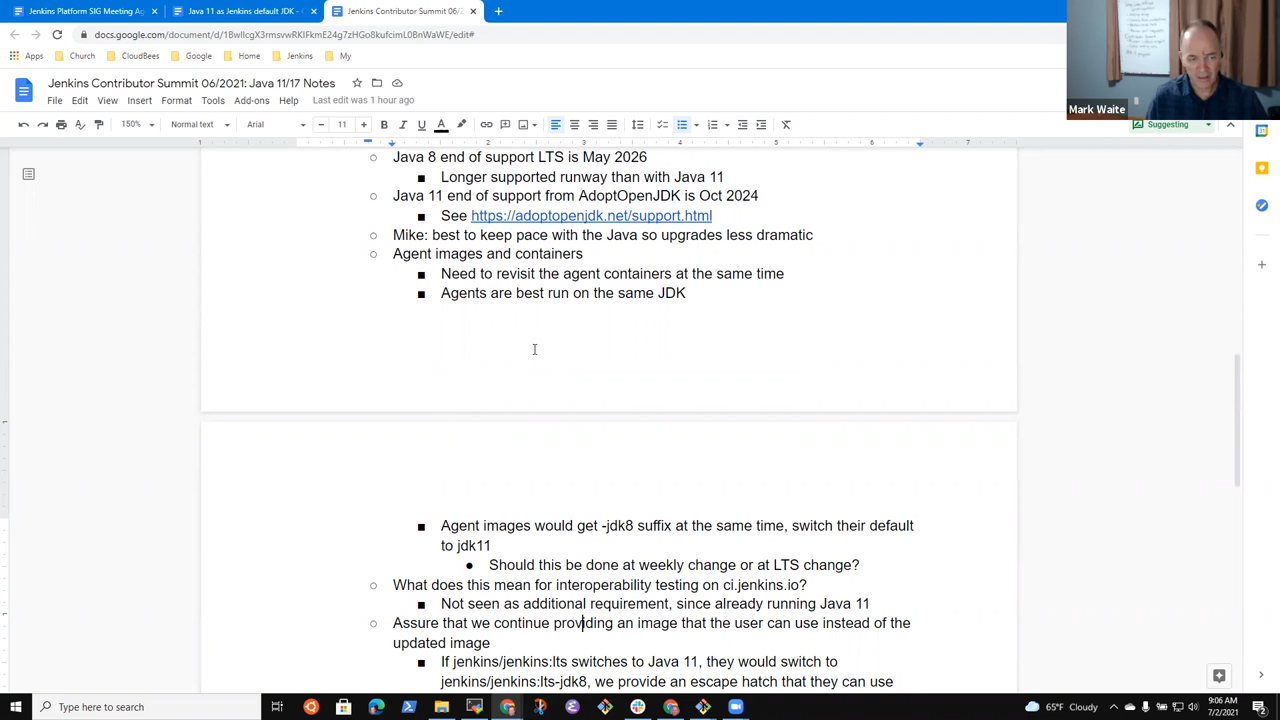 Jenkins Platform SIG Meeting Ag
Java 11 as Jenkins default JDK - G
Jenkins Contributor Summit 06/2
Apps
Church
CloudBees
Google
Home
Jenkins
My
Jenkins Contributor Summit 06/2021: Java 11/17 Notes
File Edit View Insert Format Tools Add-ons Help Last edit was 1 hour ago
150% Normal text Arial 11
Suggesting
Mark Waite
2 3 4 5 6 7
○ Java 8 end of support LTS is May 2026
■ Longer supported runway than with Java 11
○ Java 11 end of support from AdoptOpenJDK is Oct 2024
■ See https://adoptopenjdk.net/support.html
○ Mike: best to keep pace with the Java so upgrades less dramatic
○ Agent images and containers
■ Need to revisit the agent containers at the same time
■ Agents are best run on the same JDK
■ Agent images would get -jdk8 suffix at the same time, switch their default
to jdk11
● Should this be done at weekly change or at LTS change?
○ What does this mean for interoperability testing on ci.jenkins.io?
■ Not seen as additional requirement, since already running Java 11
○ Assure that we continue providing an image that the user can use instead of the
updated image
■ If jenkins/jenkins:lts switches to Java 11, they would switch to
jenkins/jenkins:lts-jdk8, we provide an escape hatch that they can use
Type here to search
65°F Cloudy
9:06 AM
7/2/2021